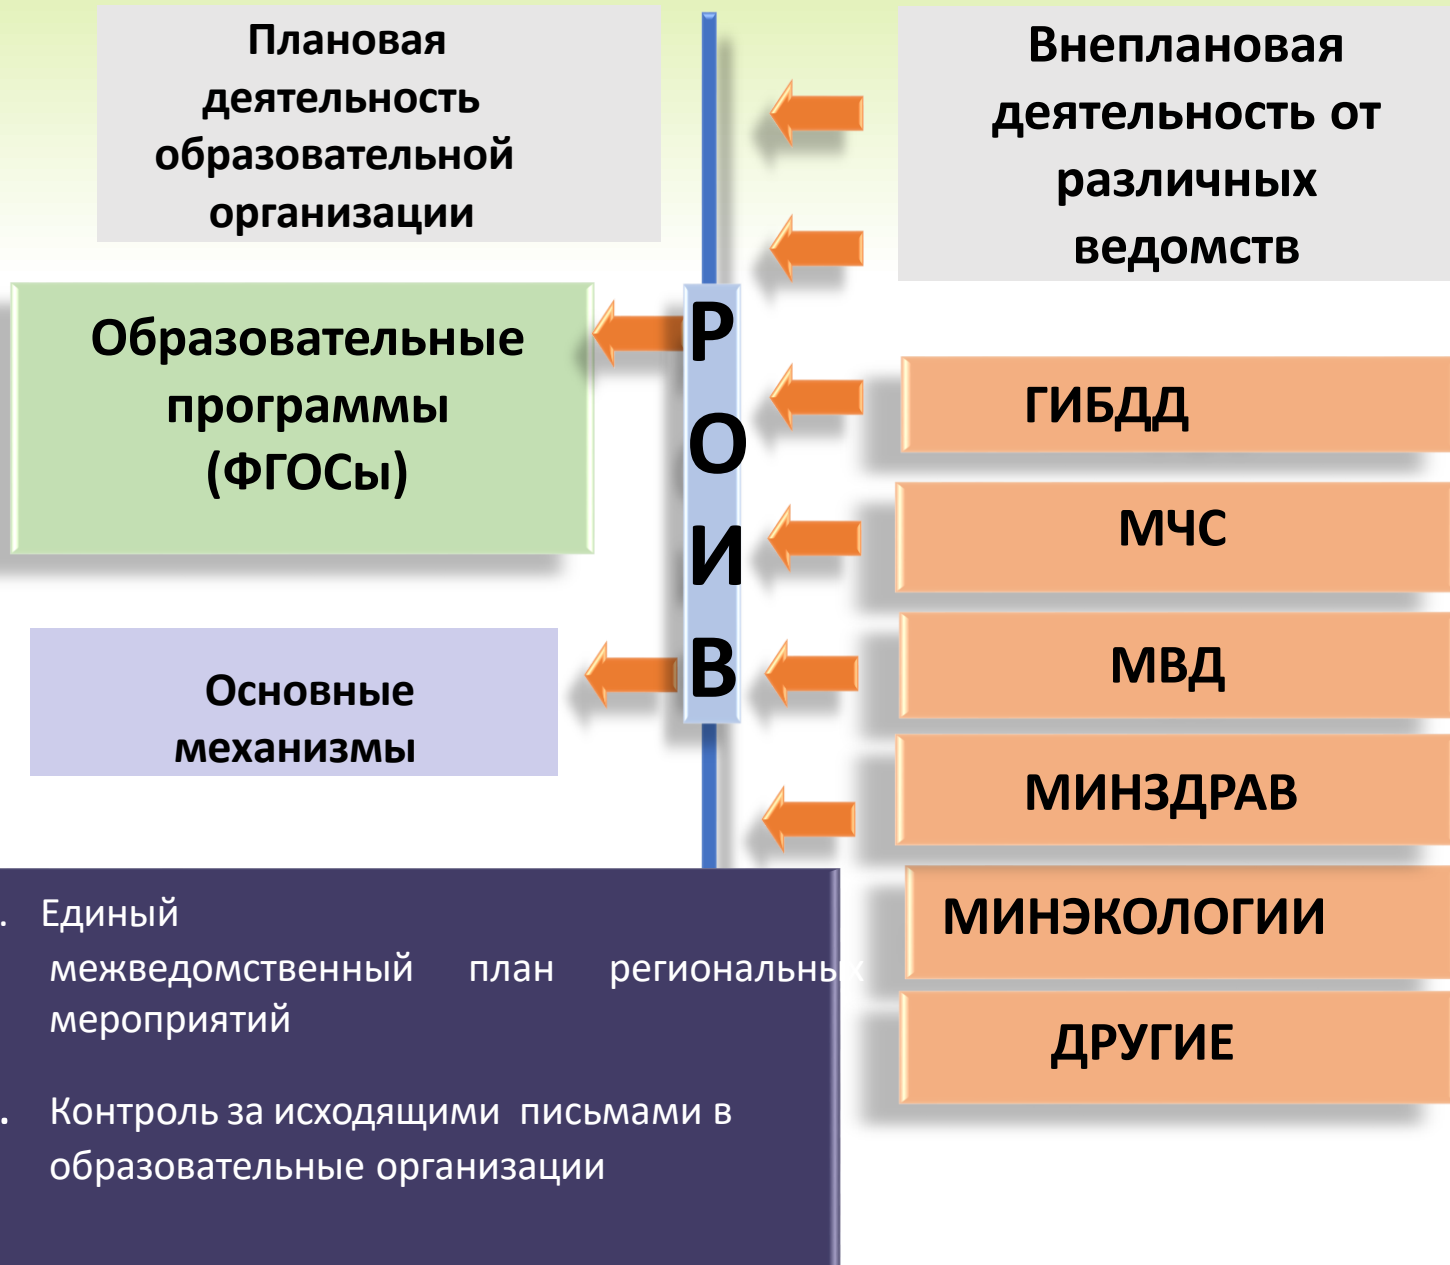 Плановая
деятельность
образовательной
организации
Внеплановая
деятельность от
различных
ведомств
Образовательные
программы
(ФГОСы)
Р
О
И
В
Основные
механизмы
ГИБДД
МЧС
МВД
МИНЗДРАВ
МИНЭКОЛОГИИ
ДРУГИЕ
. Единый
межведомственный план региональных
мероприятий
. Контроль за исходящими письмами в
образовательные организации